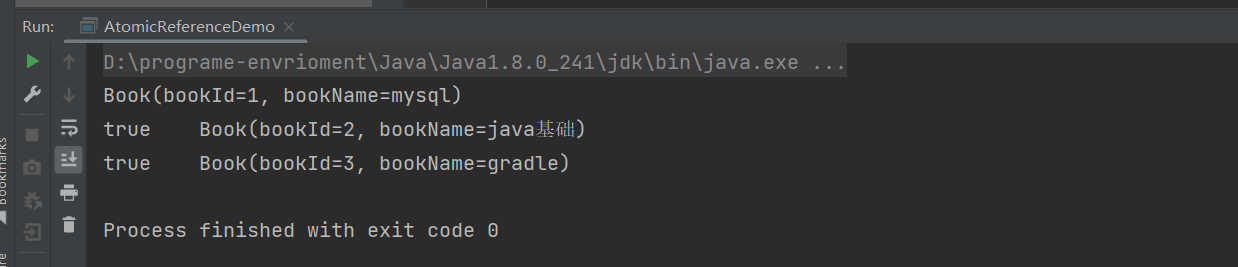 Run: AtomicReferenceDemo ×
D:\programe-envrioment\Java\Java1.8.0_241\jdk\bin\java.exe ...
Book(bookId=1, bookName=mysql)
true    Book(bookId=2, bookName=java基础)
true    Book(bookId=3, bookName=gradle)
Process finished with exit code 0
Bookmarks